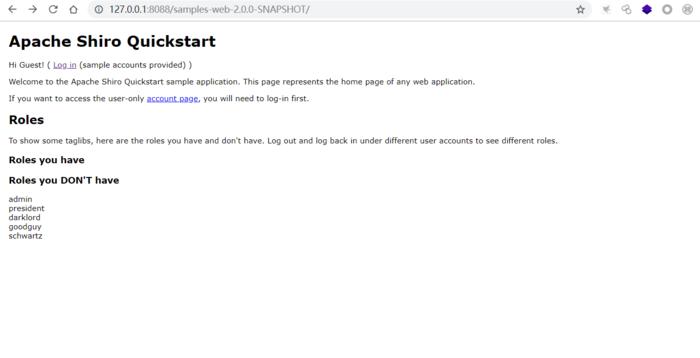 127.0.0.1:8088/samples-web-2.0.0-SNAPSHOT/
Apache Shiro Quickstart
Hi Guest! ( Log in (sample accounts provided) )
Welcome to the Apache Shiro Quickstart sample application. This page represents the home page of any web application.
If you want to access the user-only account page, you will need to log-in first.
Roles
To show some taglibs, here are the roles you have and don't have. Log out and log back in under different user accounts to see different roles.
Roles you have
Roles you DON'T have
admin
president
darklord
goodguy
schwartz